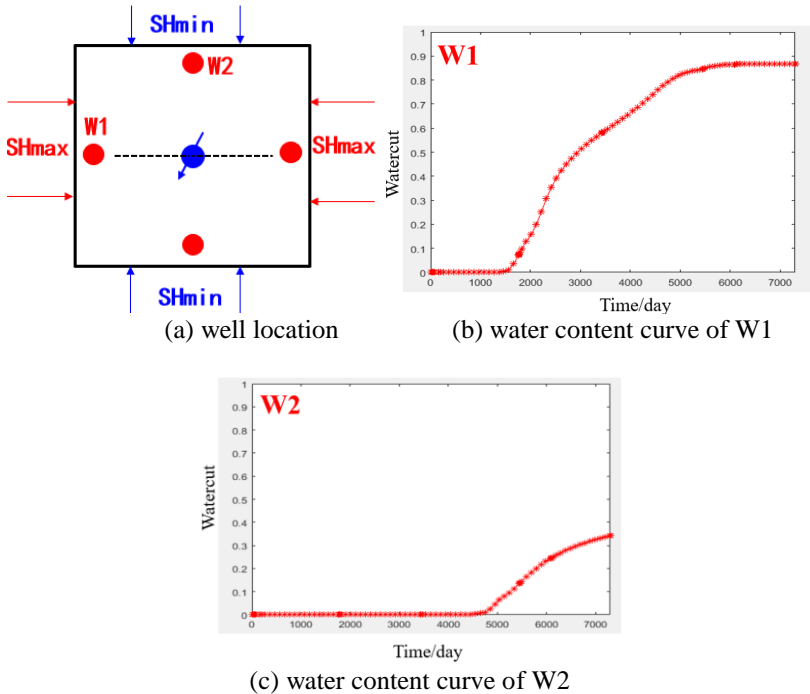 SHmin
W2
W1
SHmax
SHmax
SHmin
(a) well location
W1
Watercut
1
0.9
0.8
0.7
0.6
0.5
0.4
0.3
0.2
0.1
0
0 1000 2000 3000 4000 5000 6000 7000
Time/day
(b) water content curve of W1
W2
Watercut
1
0.9
0.8
0.7
0.6
0.5
0.4
0.3
0.2
0.1
0
0 1000 2000 3000 4000 5000 6000 7000
Time/day
(c) water content curve of W2